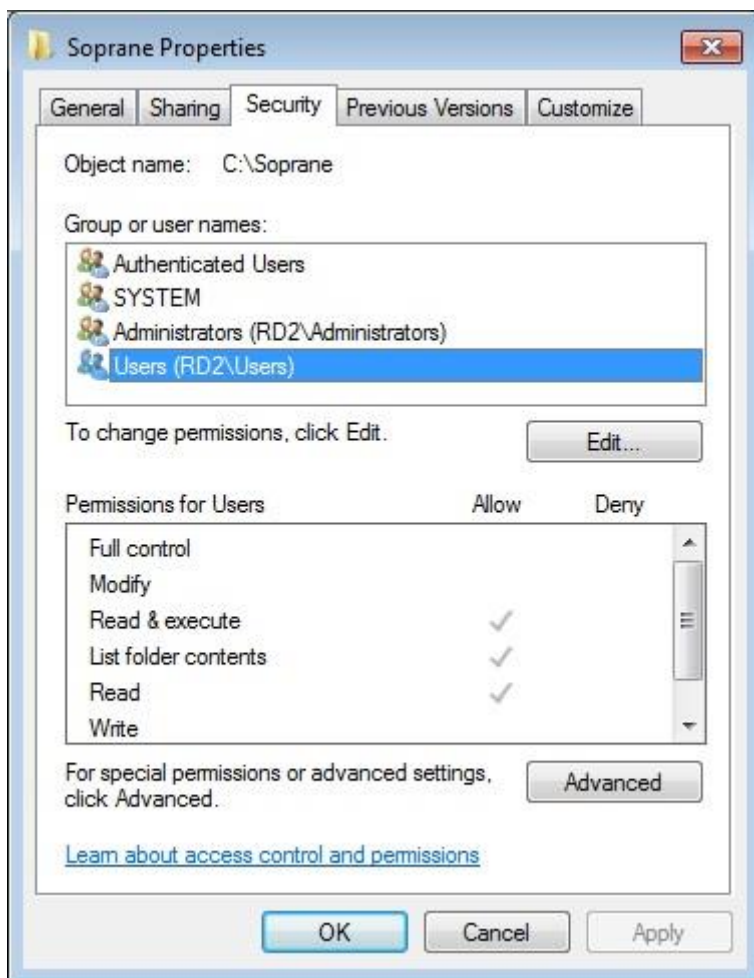 Soprane Properties
General Sharing Security Previous Versions Customize
Object name: C:\Soprane
Group or user names:
Authenticated Users
SYSTEM
Administrators (RD2\Administrators)
Users (RD2\Users)
To change permissions, click Edit.
Edit...
Permissions for Users Allow Deny
Full control
Modify
Read & execute
List folder contents
Read
Write
For special permissions or advanced settings,
click Advanced.
Advanced
Learn about access control and permissions
OK Cancel Apply